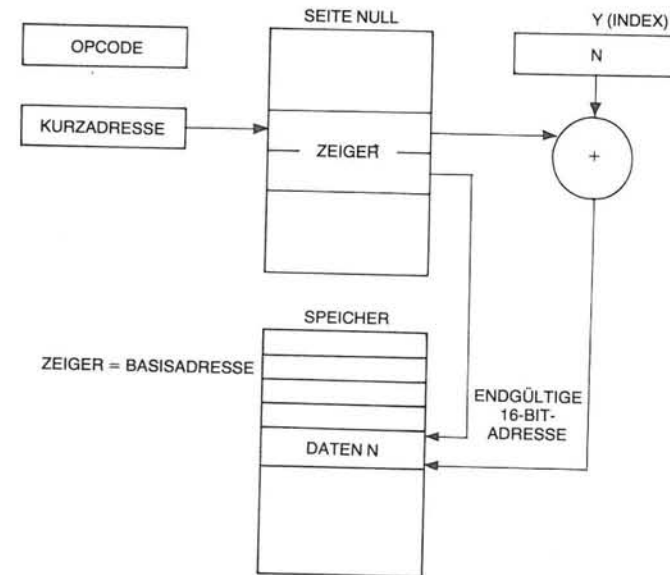 SEITE NULL
Y (INDEX)
OPCODE
N
KURZADRESSE
ZEIGER
+
SPEICHER
ZEIGER = BASISADRESSE
ENDGÜLTIGE
16-BIT-
ADRESSE
DATEN N